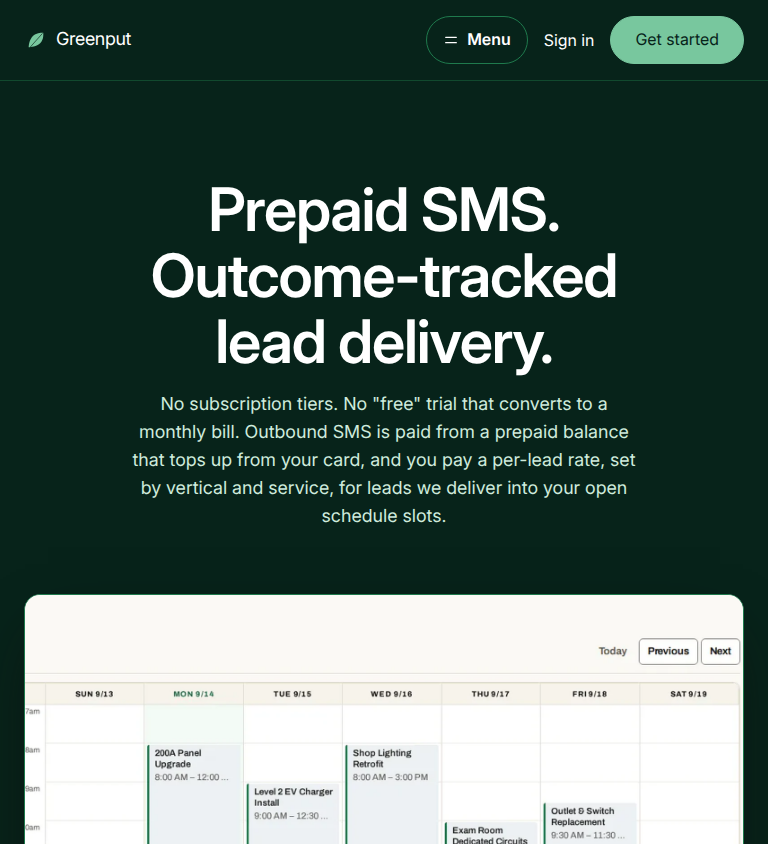 Greenput
Menu
Sign in
Get started
Prepaid SMS.
Outcome-tracked
lead delivery.
No subscription tiers. No "free" trial that converts to a
monthly bill. Outbound SMS is paid from a prepaid balance
that tops up from your card, and you pay a per-lead rate, set
by vertical and service, for leads we deliver into your open
schedule slots.
Today
Previous
Next
SUN 9/13
MON 9/14
TUE 9/15
WED 9/16
THU 9/17
FRI 9/18
SAT 9/19
7am
8am
200A Panel
Upgrade
8:00 AM – 12:00 ...
Shop Lighting
Retrofit
8:00 AM – 3:00 PM
9am
Level 2 EV Charger
Install
9:00 AM – 12:30 ...
Outlet & Switch
Replacement
9:30 AM – 11:30 ...
0am
Exam Room
Dedicated Circuits